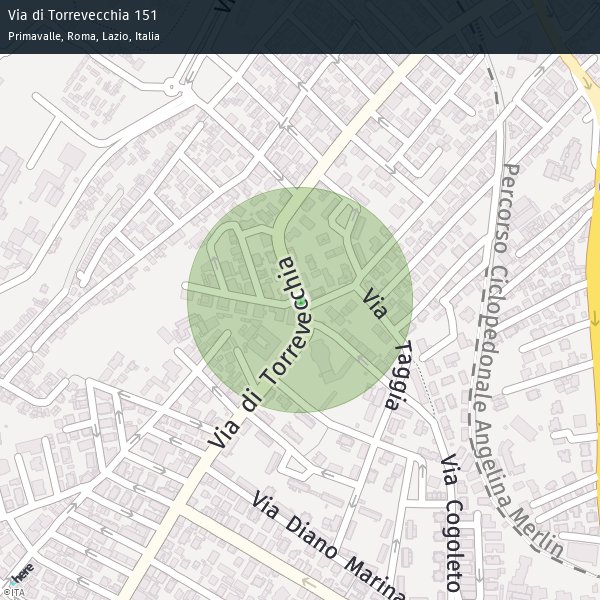 Via di Torrevecchia 151
Primavalle, Roma, Lazio, Italia
Percorso Ciclopedonale Angelina Merlin
Via di Torrevecchia
Via Taggia
Via Cogoleto
Via Diano Marina
here
©ITA